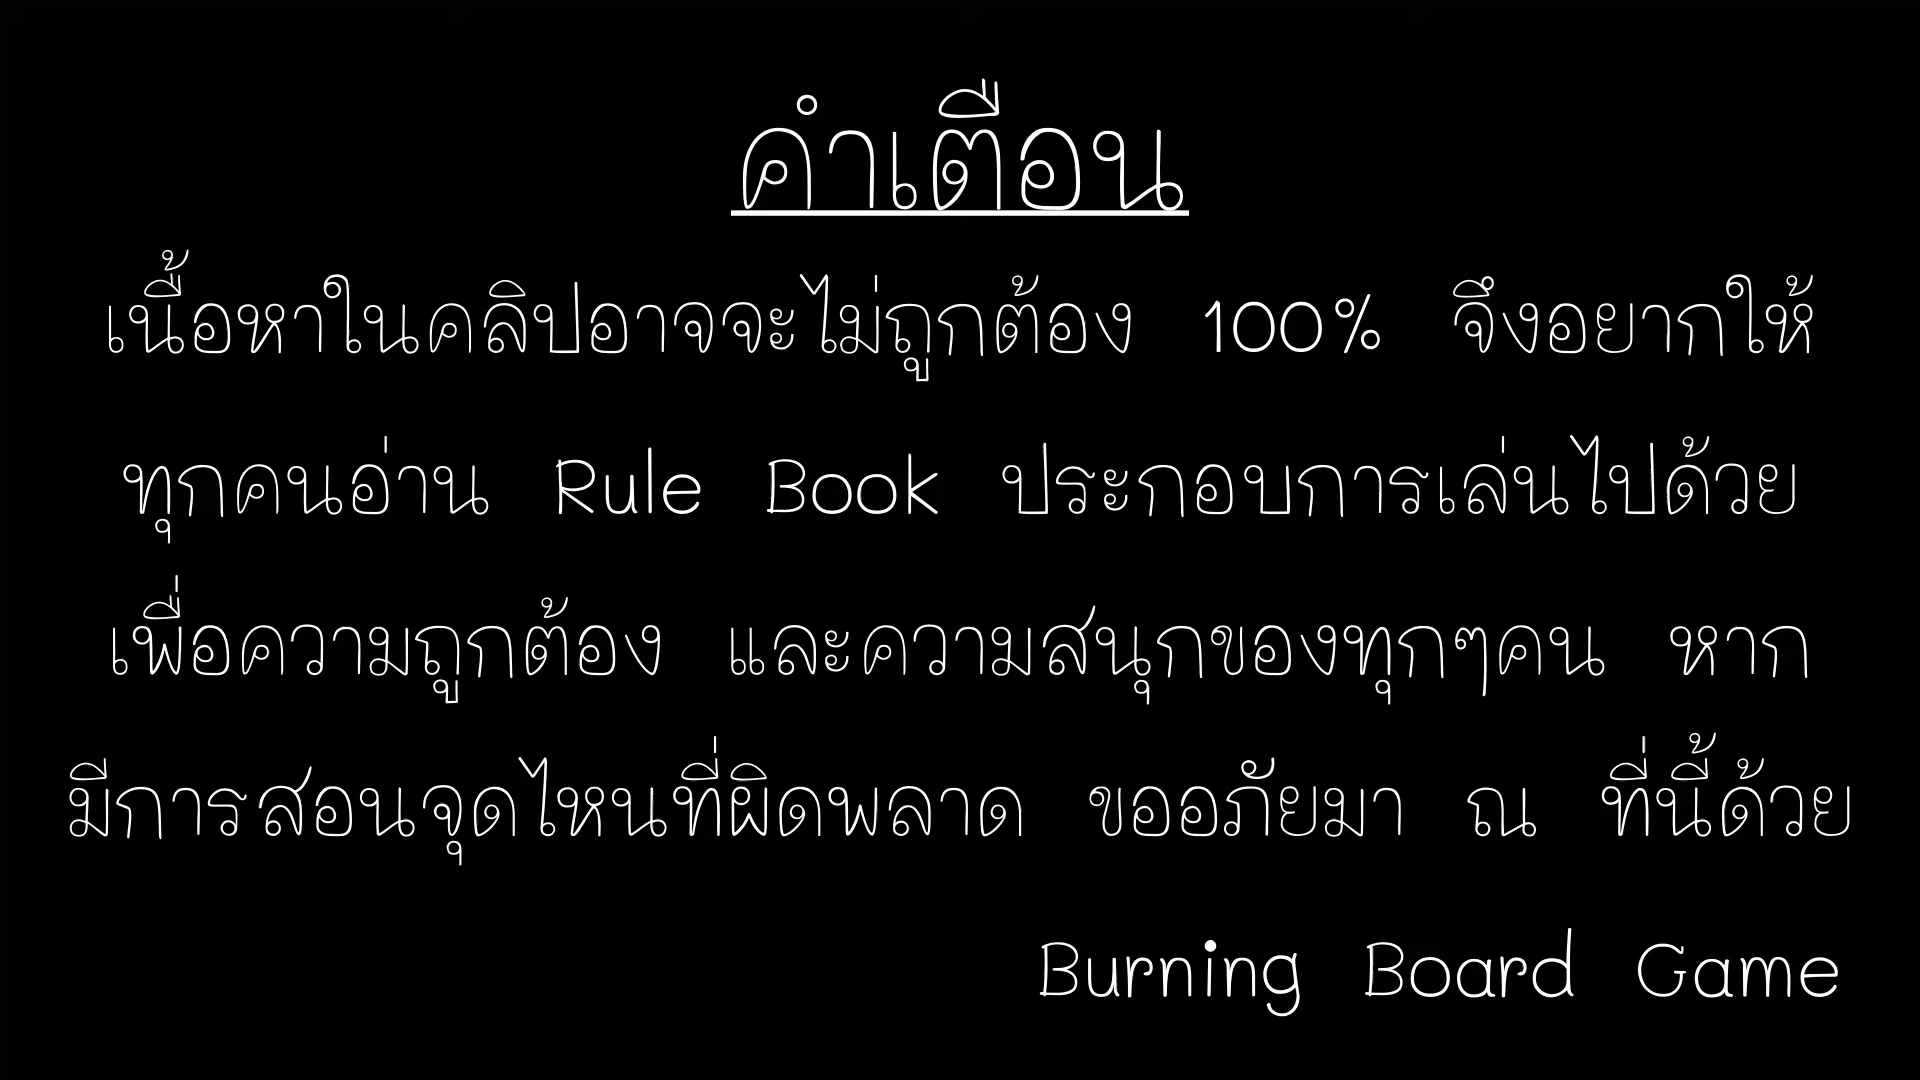 คำเตือน
เนื้อหาในคลิปอาจจะไม่ถูกต้อง 100% จึงอยากให้
ทุกคนอ่าน Rule Book ประกอบการเล่นไปด้วย
เพื่อความถูกต้อง และความสนุกของทุกๆคน หาก
มีการสอนจุดไหนที่ผิดพลาด ขออภัยมา ณ ที่นี้ด้วย
Burning Board Game